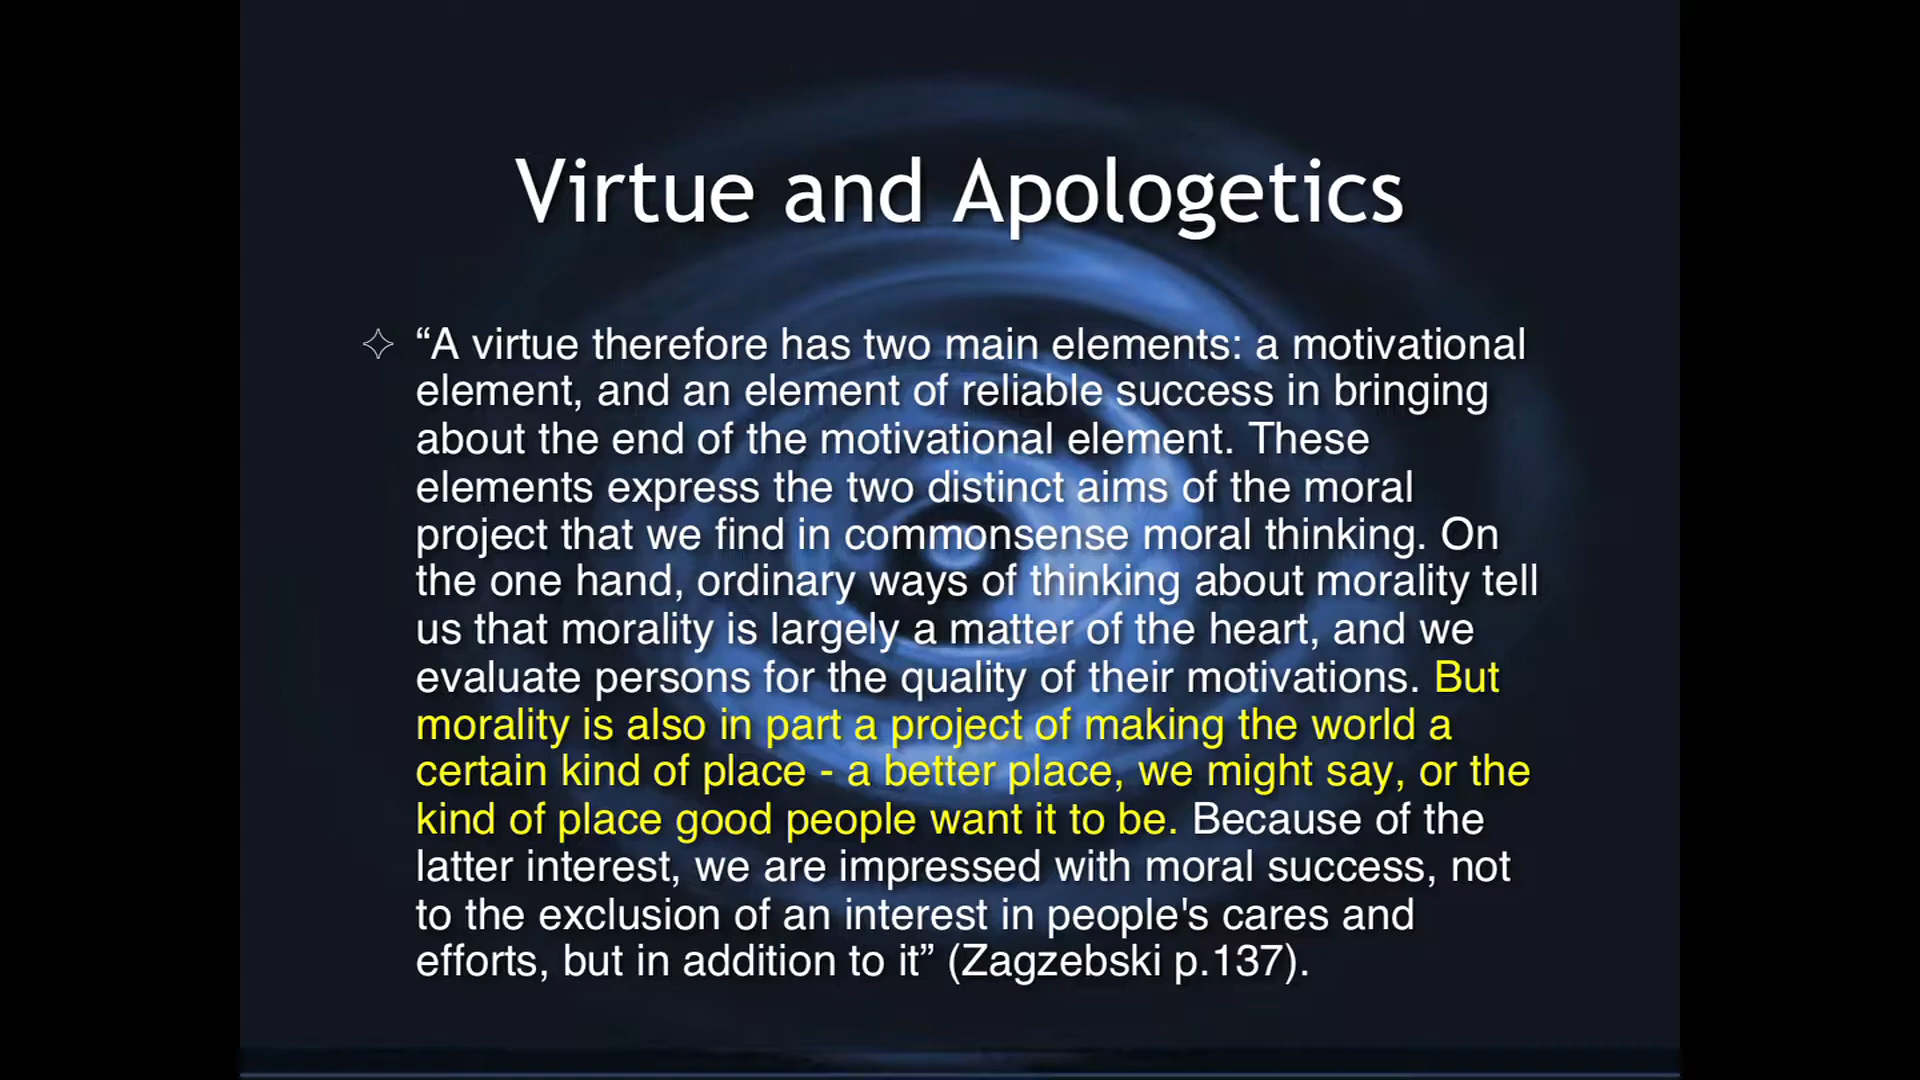 Virtue and Apologetics
“A virtue therefore has two main elements: a motivational
element, and an element of reliable success in bringing
about the end of the motivational element. These
elements express the two distinct aims of the moral
project that we find in commonsense moral thinking. On
the one hand, ordinary ways of thinking about morality tell
us that morality is largely a matter of the heart, and we
evaluate persons for the quality of their motivations. But
morality is also in part a project of making the world a
certain kind of place - a better place, we might say, or the
kind of place good people want it to be. Because of the
latter interest, we are impressed with moral success, not
to the exclusion of an interest in people's cares and
efforts, but in addition to it” (Zagzebski p.137).